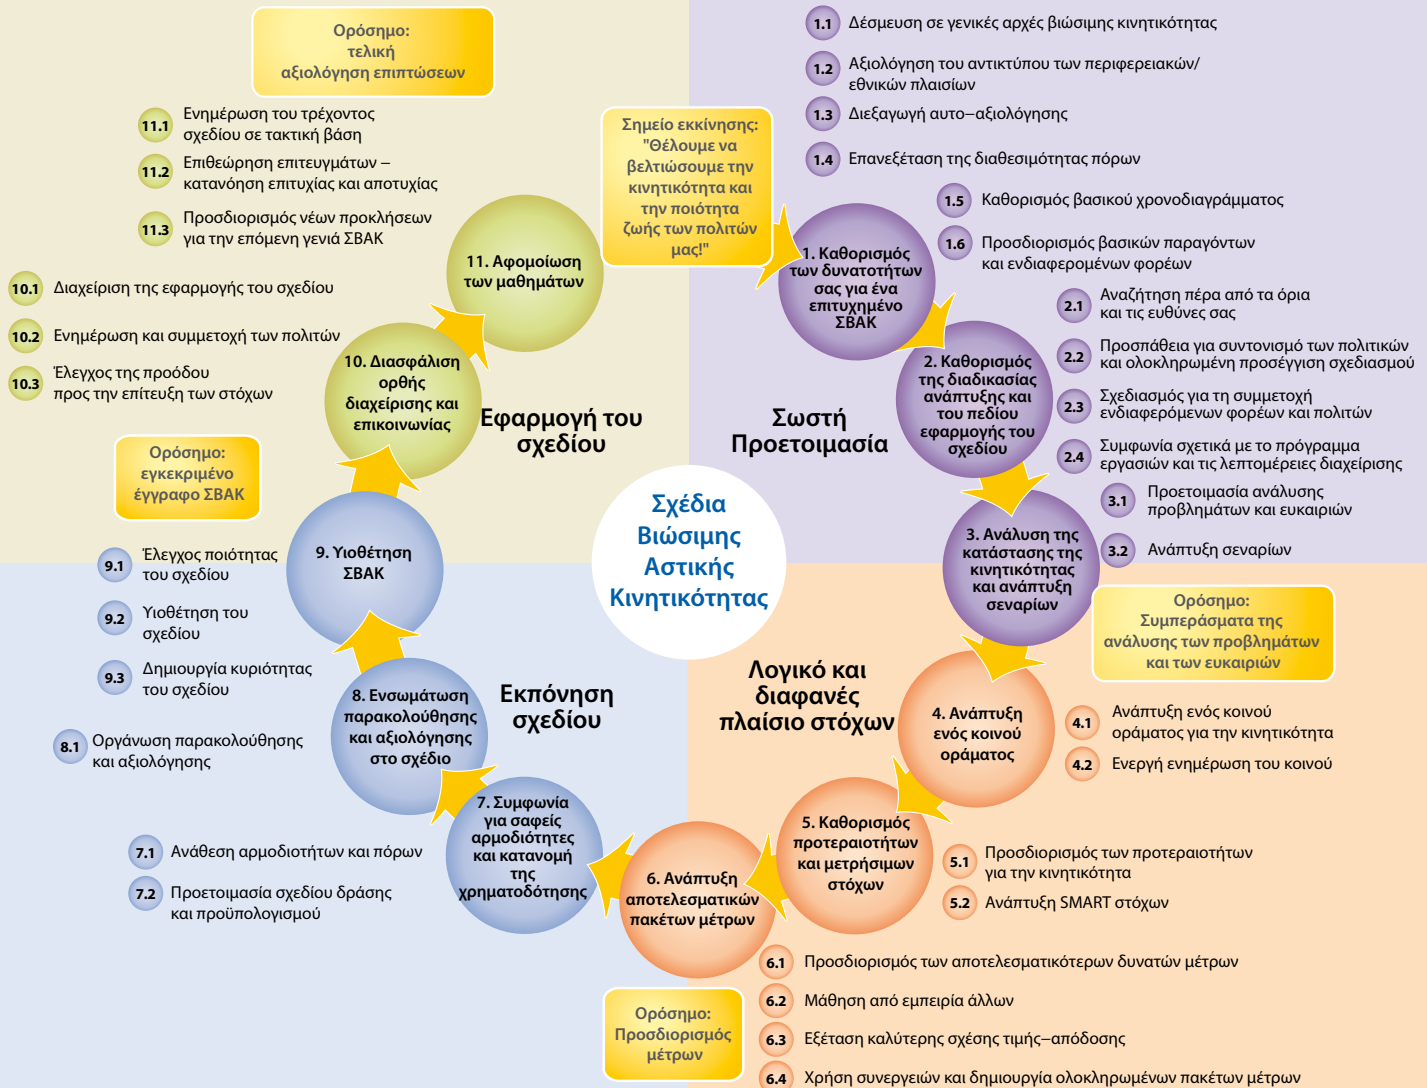 Ορόσημο:
τελική
αξιολόγηση επιπτώσεων
11.1 Ενημέρωση του τρέχοντος
σχεδίου σε τακτική βάση
11.2 Επιθεώρηση επιτευγμάτων –
κατανόηση επιτυχίας και αποτυχίας
11.3 Προσδιορισμός νέων προκλήσεων
για την επόμενη γενιά ΣΒΑΚ
11. Αφομοίωση
των μαθημάτων
10.1 Διαχείριση της εφαρμογής του σχεδίου
10.2 Ενημέρωση και συμμετοχή των πολιτών
10.3 Έλεγχος της προόδου
προς την επίτευξη των στόχων
10. Διασφάλιση
ορθής
διαχείρισης και
επικοινωνίας
Εφαρμογή του
σχεδίου
Ορόσημο:
εγκεκριμένο
έγγραφο ΣΒΑΚ
Σημείο εκκίνησης:
"Θέλουμε να
βελτιώσουμε την
κινητικότητα και
την ποιότητα
ζωής των πολιτών
μας!"
1.1 Δέσμευση σε γενικές αρχές βιώσιμης κινητικότητας
1.2 Αξιολόγηση του αντικτύπου των περιφερειακών/
εθνικών πλαισίων
1.3 Διεξαγωγή αυτο–αξιολόγησης
1.4 Επανεξέταση της διαθεσιμότητας πόρων
1.5 Καθορισμός βασικού χρονοδιαγράμματος
1.6 Προσδιορισμός βασικών παραγόντων
και ενδιαφερομένων φορέων
1. Καθορισμός
των δυνατοτήτων
σας για ένα
επιτυχημένο
ΣΒΑΚ
2.1 Αναζήτηση πέρα από τα όρια
και τις ευθύνες σας
2.2 Προσπάθεια για συντονισμό των πολιτικών
και ολοκληρωμένη προσέγγιση σχεδιασμού
2.3 Σχεδιασμός για τη συμμετοχή
ενδιαφερόμενων φορέων και πολιτών
2.4 Συμφωνία σχετικά με το πρόγραμμα
εργασιών και τις λεπτομέρειες διαχείρισης
2. Καθορισμός
της διαδικασίας
ανάπτυξης και
του πεδίου
εφαρμογής του
σχεδίου
Σωστή
Προετοιμασία
3.1 Προετοιμασία ανάλυσης
προβλημάτων και ευκαιριών
3.2 Ανάπτυξη σεναρίων
3. Ανάλυση της
κατάστασης της
κινητικότητας
και ανάπτυξη
σεναρίων
Σχέδια
Βιώσιμης
Αστικής
Κινητικότητας
Ορόσημο:
Συμπεράσματα της
ανάλυσης των προβλημάτων
και των ευκαιριών
Λογικό και
διαφανές
πλαίσιο στόχων
4. Ανάπτυξη
ενός κοινού
οράματος
4.1 Ανάπτυξη ενός κοινού
οράματος για την κινητικότητα
4.2 Ενεργή ενημέρωση του κοινού
5. Καθορισμός
προτεραιοτήτων
και μετρήσιμων
στόχων
5.1 Προσδιορισμός των προτεραιοτήτων
για την κινητικότητα
5.2 Ανάπτυξη SMART στόχων
6. Ανάπτυξη
αποτελεσματικών
πακέτων μέτρων
6.1 Προσδιορισμός των αποτελεσματικότερων δυνατών μέτρων
6.2 Μάθηση από εμπειρία άλλων
6.3 Εξέταση καλύτερης σχέσης τιμής–απόδοσης
6.4 Χρήση συνεργειών και δημιουργία ολοκληρωμένων πακέτων μέτρων
Ορόσημο:
Προσδιορισμός
μέτρων
9. Υιοθέτηση
ΣΒΑΚ
9.1 Έλεγχος ποιότητας
του σχεδίου
9.2 Υιοθέτηση του
σχεδίου
9.3 Δημιουργία κυριότητας
του σχεδίου
Εκπόνηση
σχεδίου
8. Ενσωμάτωση
παρακολούθησης
και αξιολόγησης
στο σχέδιο
8.1 Οργάνωση παρακολούθησης
και αξιολόγησης
7. Συμφωνία
για σαφείς
αρμοδιότητες
και κατανομή
της
χρηματοδότησης
7.1 Ανάθεση αρμοδιοτήτων και πόρων
7.2 Προετοιμασία σχεδίου δράσης
και προϋπολογισμού